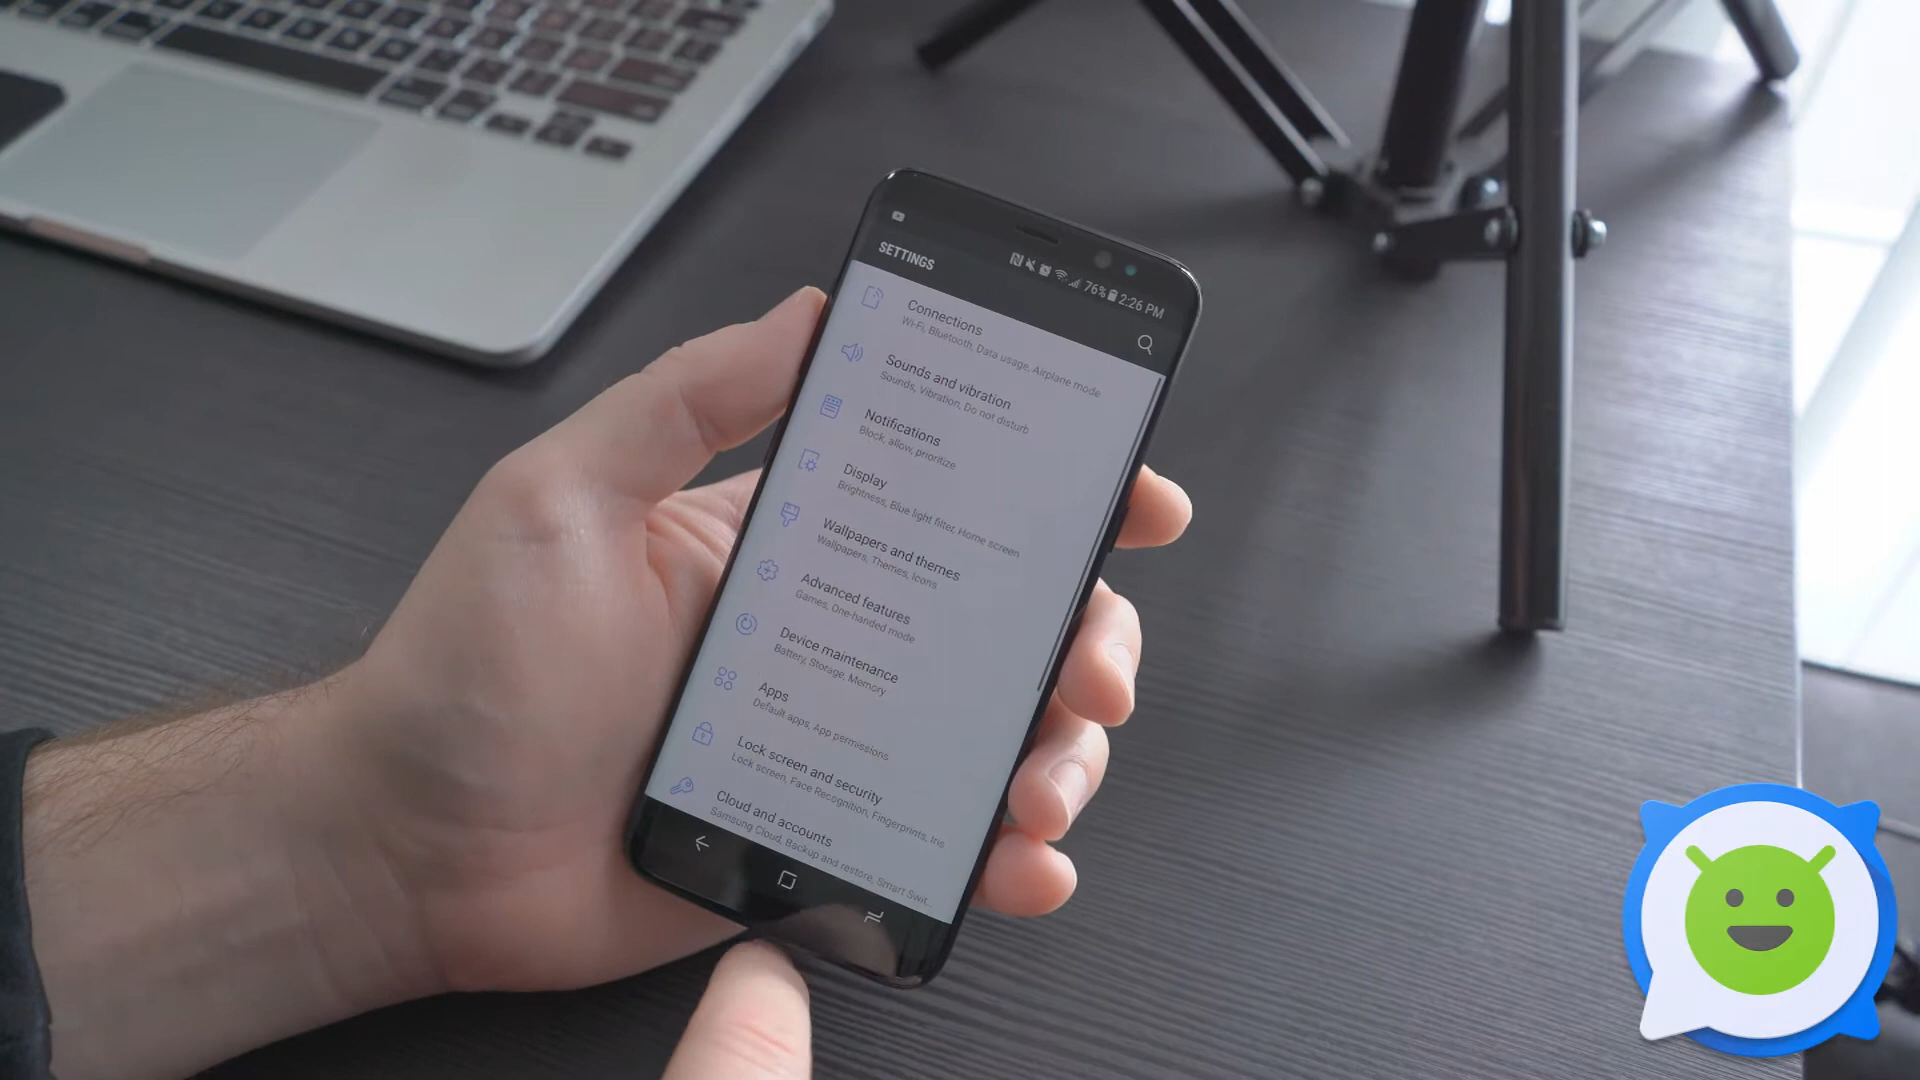 76% 2:26 PM
SETTINGS
Connections
Wi-Fi, Bluetooth, Data usage, Airplane mode
Sounds and vibration
Sounds, Vibration, Do not disturb
Notifications
Block, allow, prioritize
Display
Brightness, Blue light filter, Home screen
Wallpapers and themes
Wallpapers, Themes, Icons
Advanced features
Games, One-handed mode
Device maintenance
Battery, Storage, Memory
Apps
Default apps, App permissions
Lock screen and security
Lock screen, Face Recognition, Fingerprints, Iris
Cloud and accounts
Samsung Cloud, Backup and restore, Smart Swit...